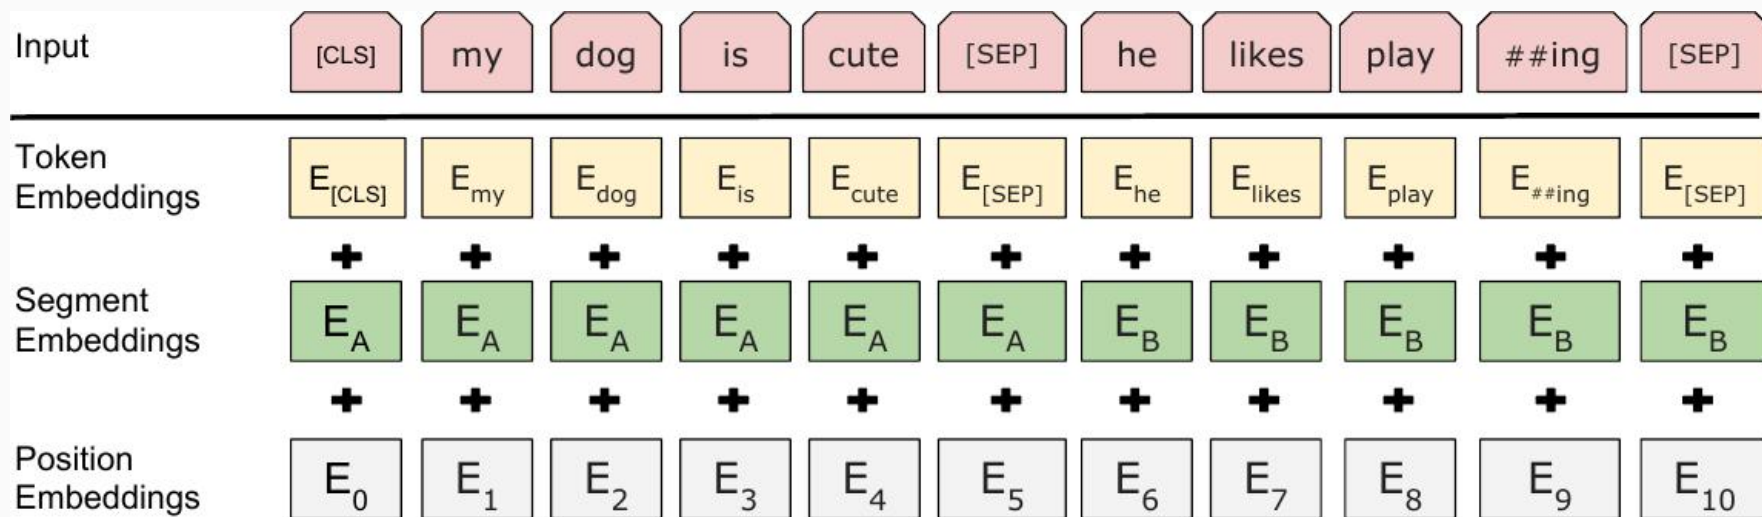 Input [CLS] my dog is cute [SEP] he likes play ##ing [SEP]
Token
Embeddings E[CLS] Emy Edog Eis Ecute E[SEP] Ehe Elikes Eplay E##ing E[SEP]
+ + + + + + + + + + +
Segment
Embeddings EA EA EA EA EA EA EB EB EB EB EB
+ + + + + + + + + + +
Position
Embeddings E0 E1 E2 E3 E4 E5 E6 E7 E8 E9 E10